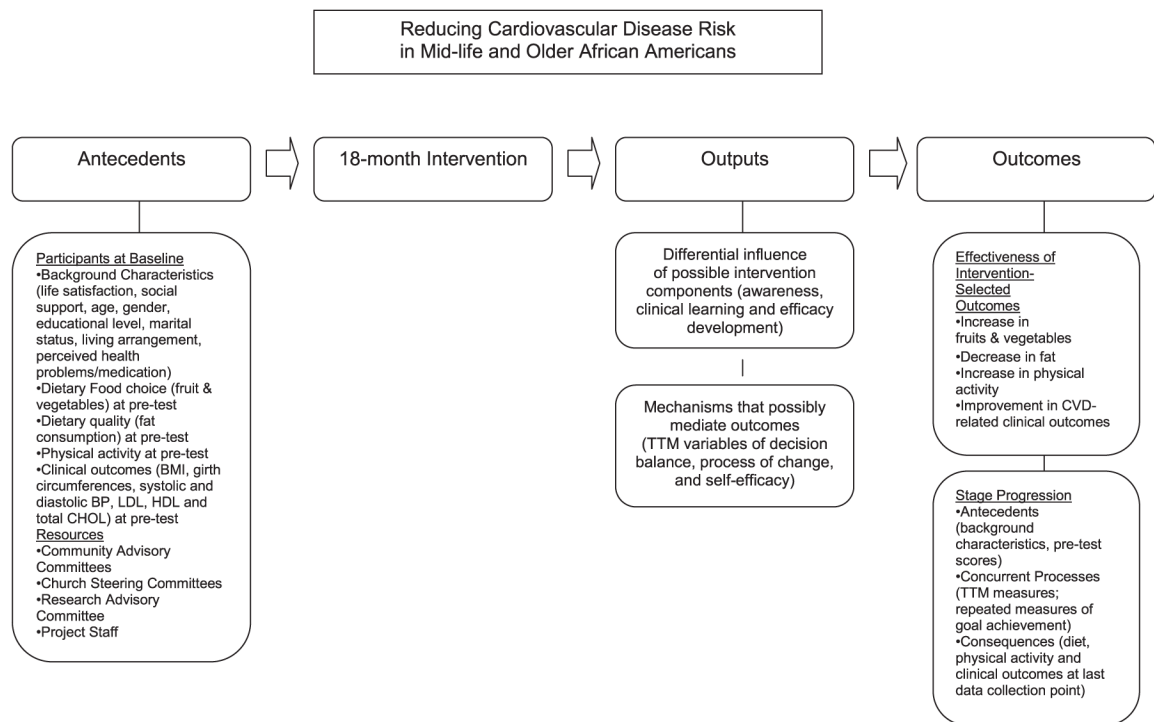 Reducing Cardiovascular Disease Risk
in Mid-life and Older African Americans
Antecedents
18-month Intervention
Outputs
Outcomes
Participants at Baseline
•Background Characteristics
(life satisfaction, social
support, age, gender,
educational level, marital
status, living arrangement,
perceived health
problems/medication)
•Dietary Food choice (fruit &
vegetables) at pre-test
•Dietary quality (fat
consumption) at pre-test
•Physical activity at pre-test
•Clinical outcomes (BMI, girth
circumferences, systolic and
diastolic BP, LDL, HDL and
total CHOL) at pre-test
Resources
•Community Advisory
Committees
•Church Steering Committees
•Research Advisory
Committee
•Project Staff
Differential influence
of possible intervention
components (awareness,
clinical learning and efficacy
development)
Mechanisms that possibly
mediate outcomes
(TTM variables of decision
balance, process of change,
and self-efficacy)
Effectiveness of
Intervention-
Selected
Outcomes
•Increase in
fruits & vegetables
•Decrease in fat
•Increase in physical
activity
•Improvement in CVD-
related clinical outcomes
Stage Progression
•Antecedents
(background
characteristics, pre-test
scores)
•Concurrent Processes
(TTM measures;
repeated measures of
goal achievement)
•Consequences (diet,
physical activity and
clinical outcomes at last
data collection point)